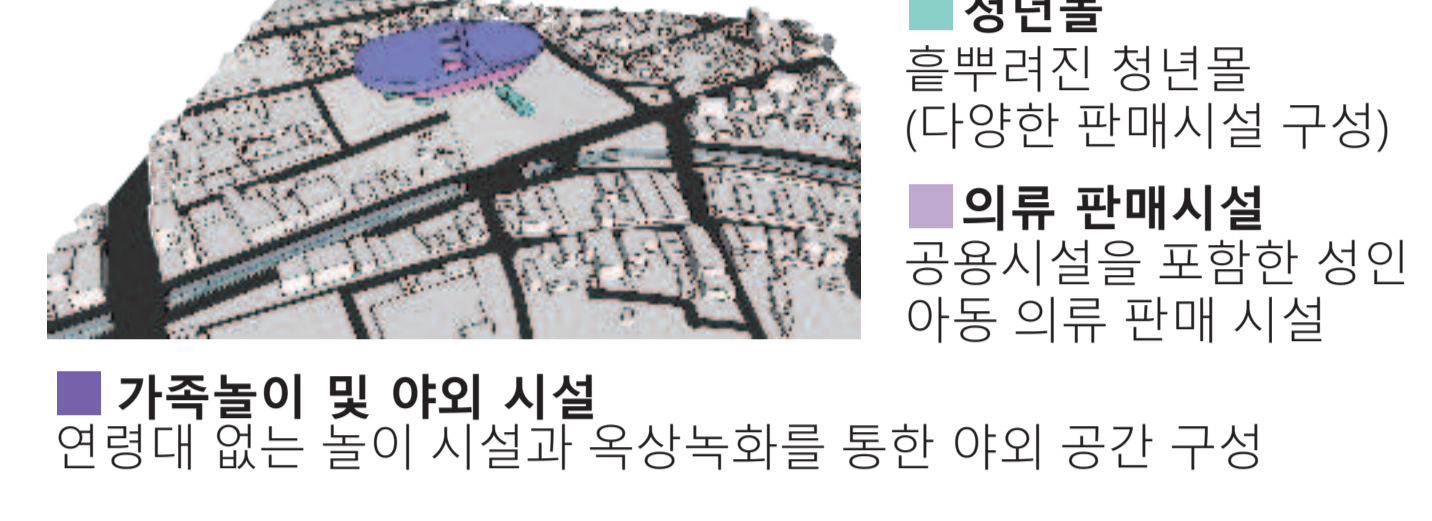 청년몰
흩뿌려진 청년몰
(다양한 판매시설 구성)
의류 판매시설
공용시설을 포함한 성인
아동 의류 판매 시설
가족놀이 및 야외 시설
연령대 없는 놀이 시설과 옥상녹화를 통한 야외 공간 구성